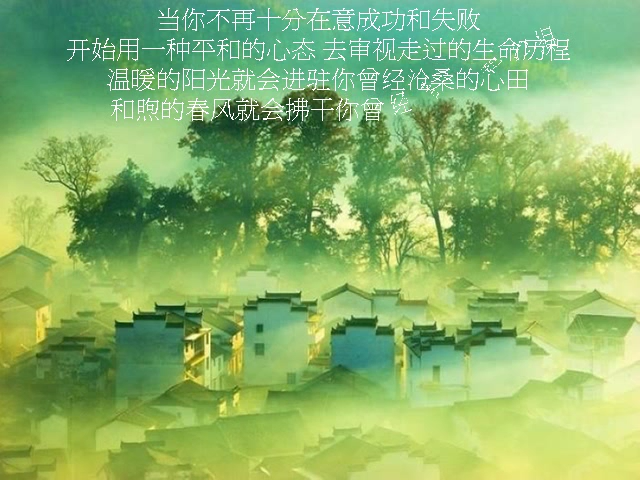 当你不再十分在意成功和失败
开始用一种平和的心态 去审视走过的生命历程
温暖的阳光就会进驻你曾经沧桑的心田
和煦的春风就会拂干你曾